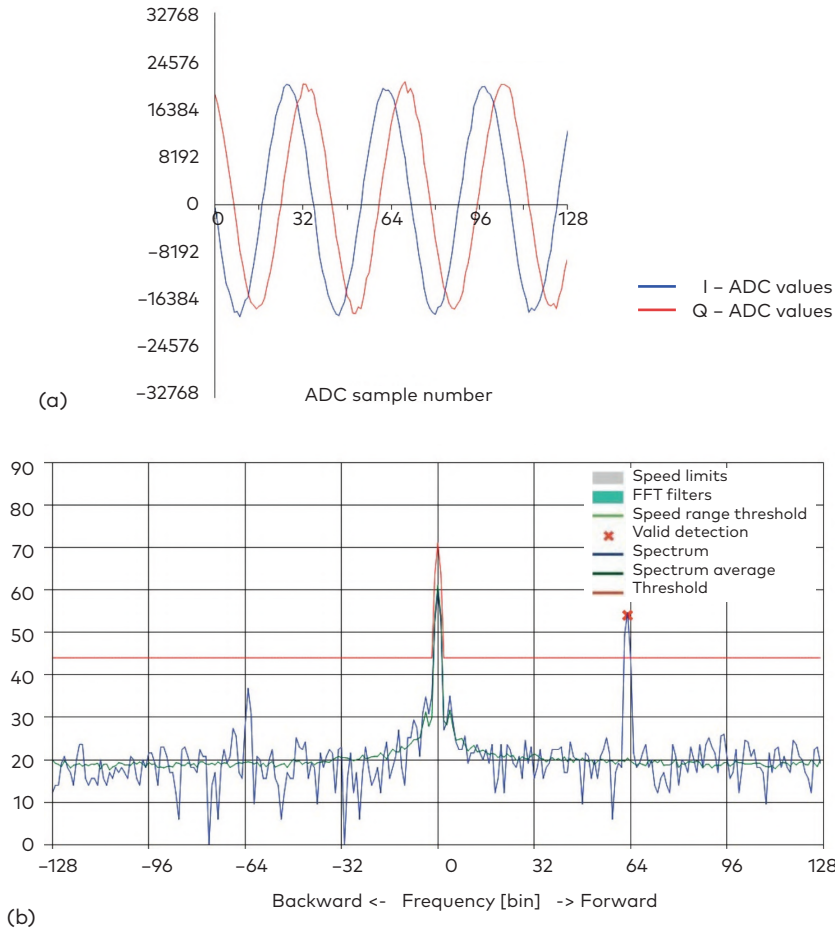 32768
24576
16384
8192
0
−8192
−16384
−24576
−32768
0 32 64 96 128
I – ADC values
Q – ADC values
ADC sample number
(a)
90
80
70
60
50
40
30
20
10
0
Speed limits
FFT filters
Speed range threshold
Valid detection
Spectrum
Spectrum average
Threshold
−128 −96 −64 −32 0 32 64 96 128
Backward <- Frequency [bin] -> Forward
(b)